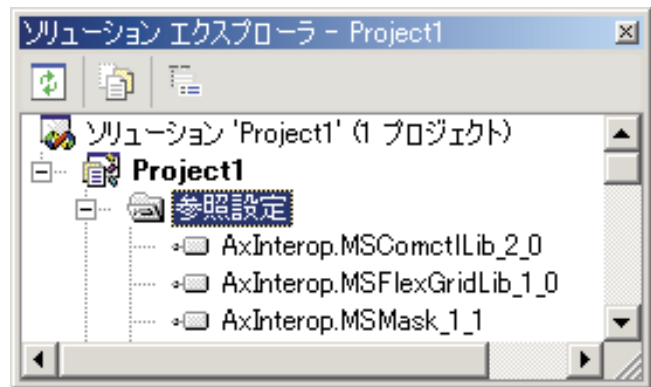 ソリューション エクスプローラ - Project1
ソリューション 'Project1' (1 プロジェクト)
Project1
参照設定
AxInterop.MSComctlLib_2_0
AxInterop.MSFlexGridLib_1_0
AxInterop.MSMask_1_1